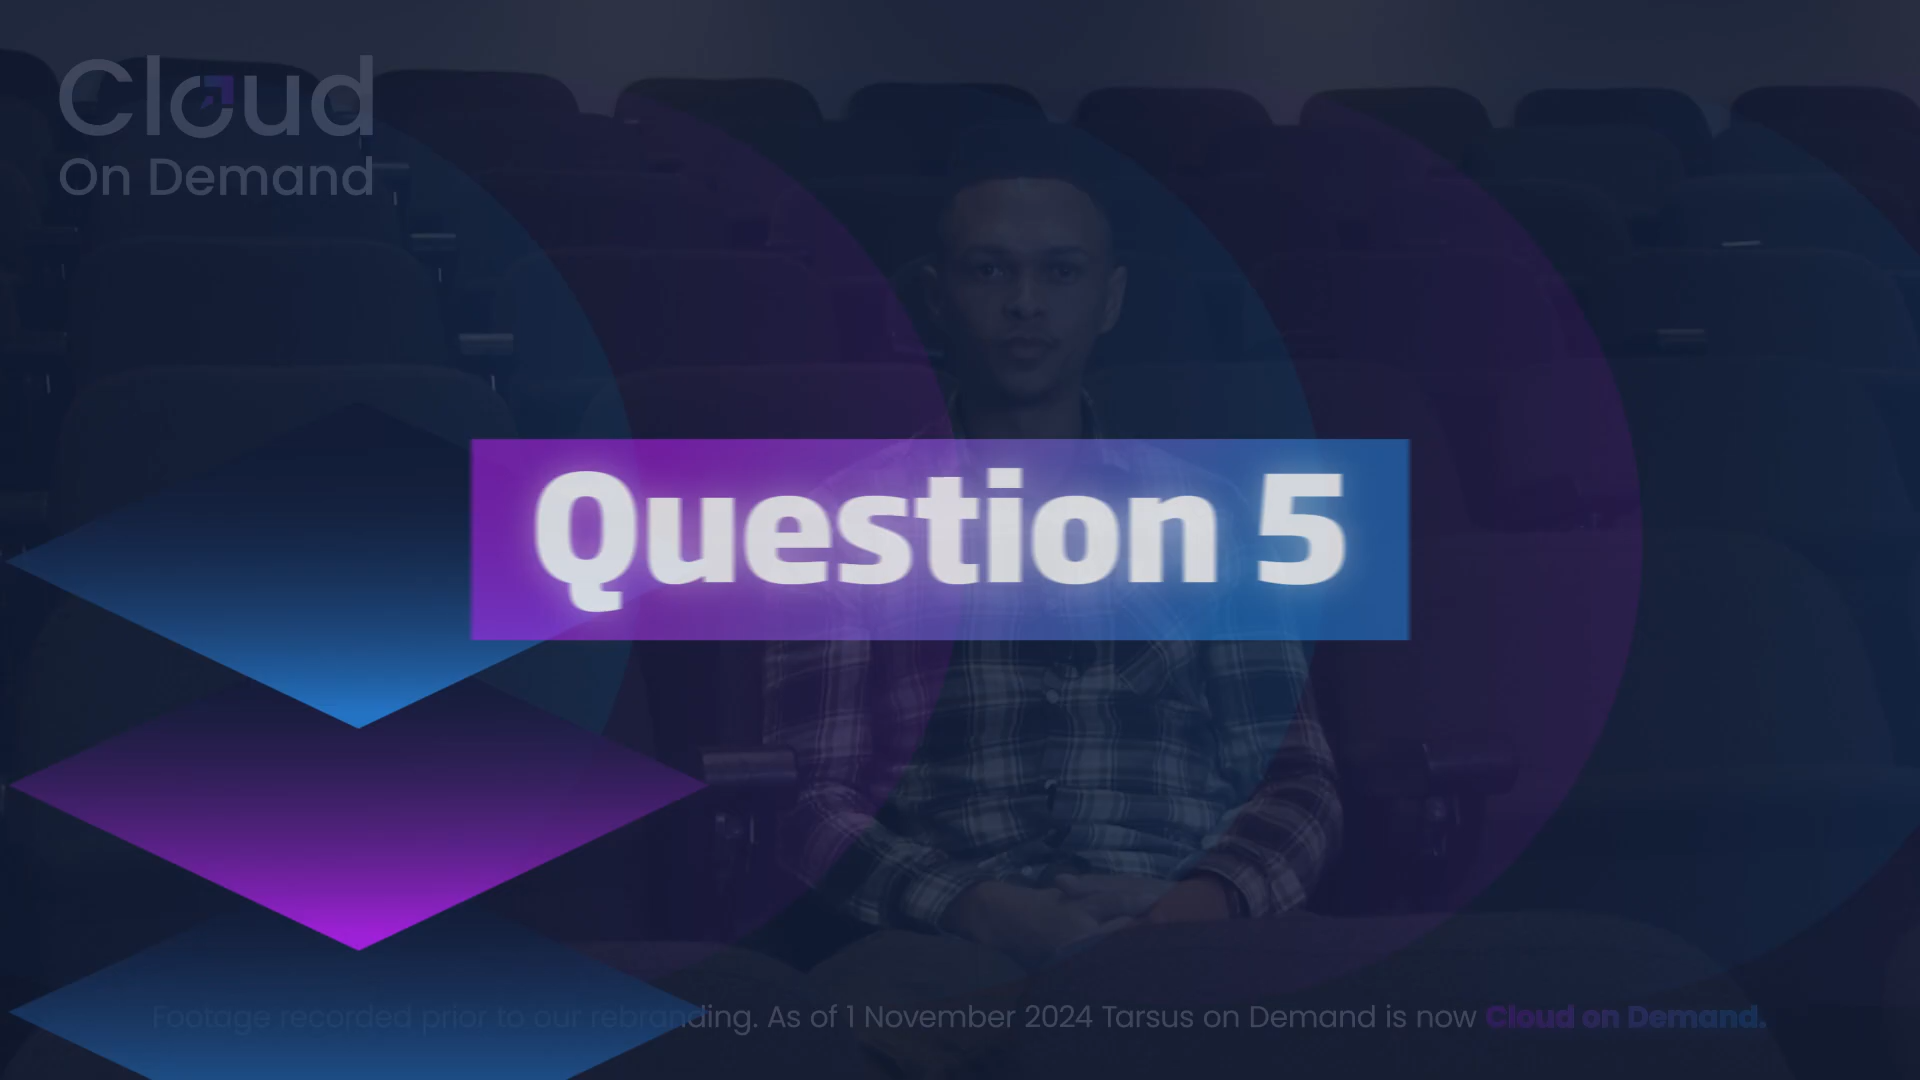 Cloud
On Demand
Question 5
Footage recorded prior to our rebranding. As of 1 November 2024 Tarsus on Demand is now Cloud on Demand.